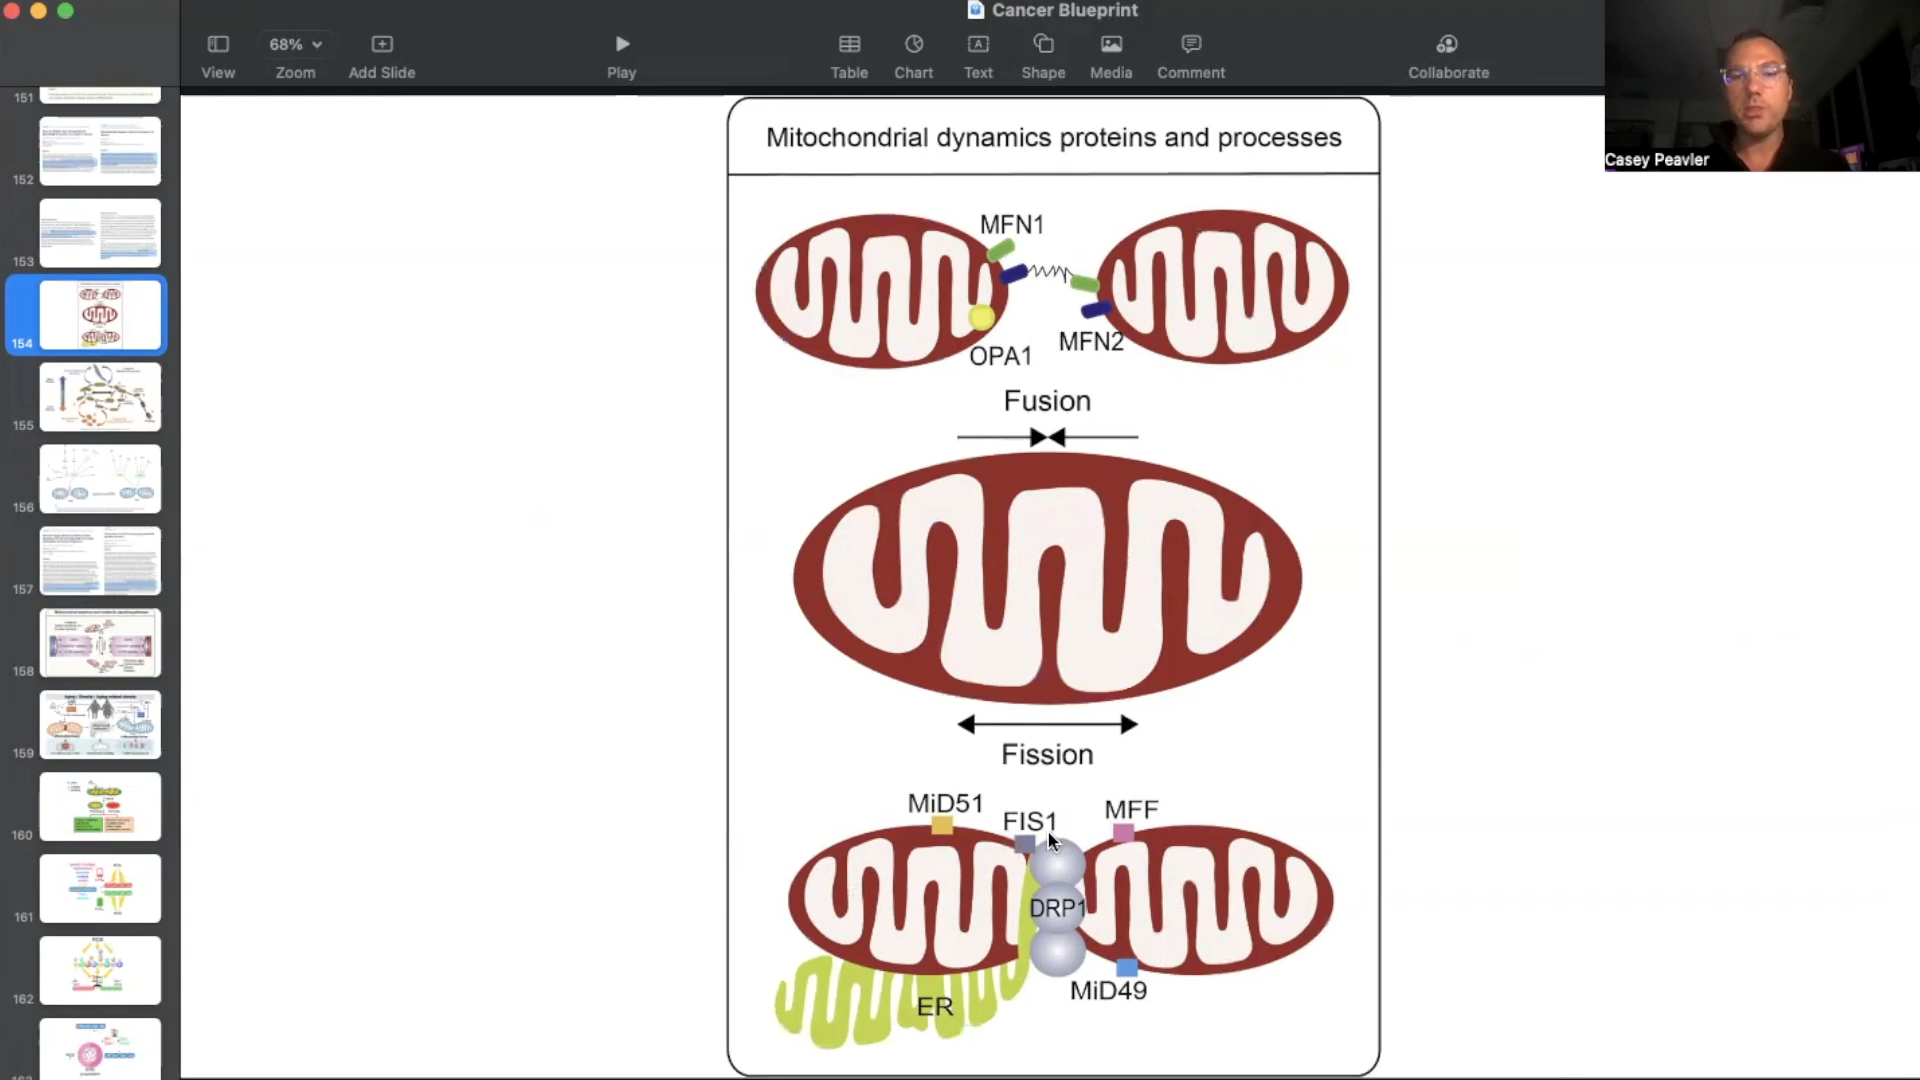 Cancer Blueprint
68%
View
Zoom
Add Slide
Play
Table
Chart
Text
Shape
Media
Comment
Collaborate
Casey Peavler
151
152
153
154
155
156
157
158
159
160
161
162
Mitochondrial dynamics proteins and processes
MFN1
OPA1
MFN2
Fusion
Fission
MiD51
FIS1
MFF
DRP1
MiD49
ER